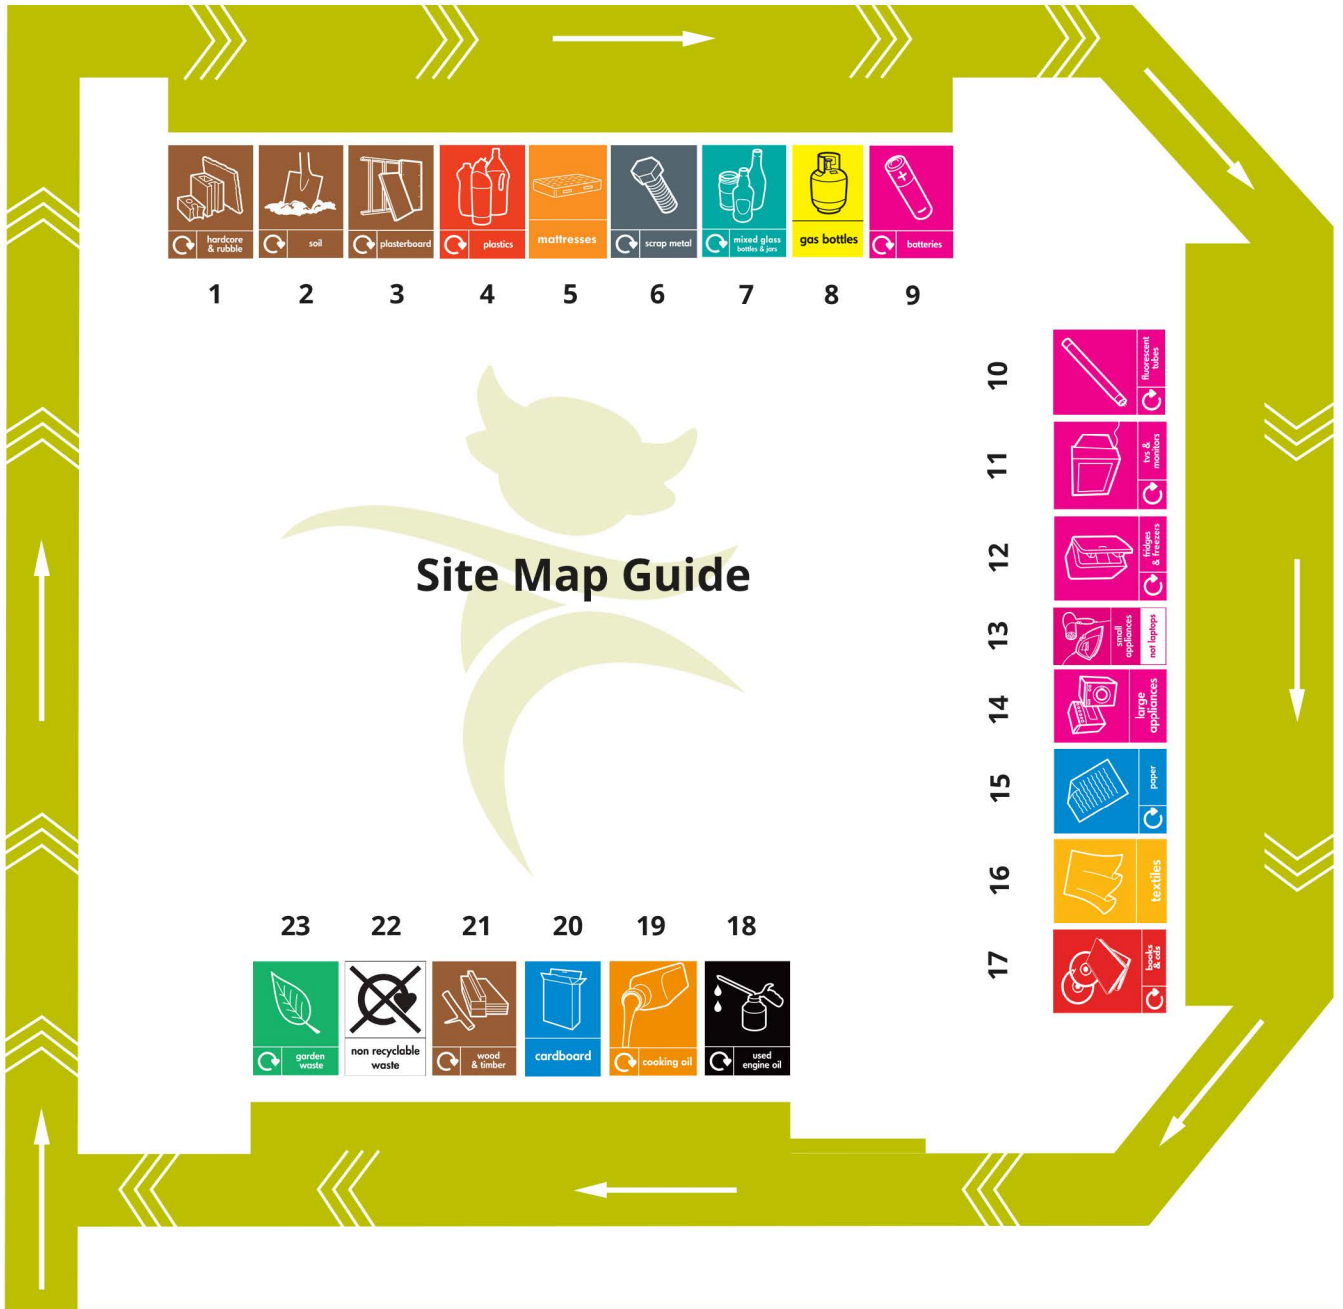 hardcore
& rubble
soil
plasterboard
plastics
mattresses
scrap metal
mixed glass
bottles & jars
gas bottles
batteries
1
2
3
4
5
6
7
8
9
10
fluorescent
tubes
11
tvs &
monitors
12
fridges
& freezers
13
small
appliances
not laptops
14
large
appliances
15
paper
16
textiles
17
books
& cds
Site Map Guide
23
22
21
20
19
18
garden
waste
non recyclable
waste
wood
& timber
cardboard
cooking oil
used
engine oil